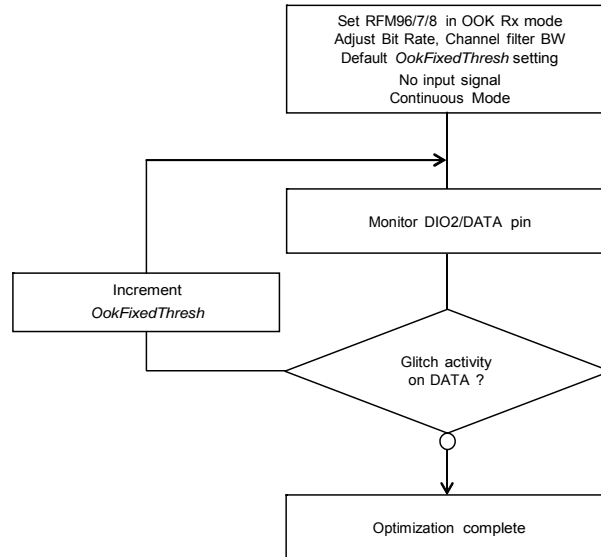 Set RFM96/7/8 in OOK Rx mode
Adjust Bit Rate, Channel filter BW
Default OokFixedThresh setting
No input signal
Continuous Mode
Monitor DIO2/DATA pin
Increment
OokFixedThresh
Glitch activity
on DATA ?
Optimization complete